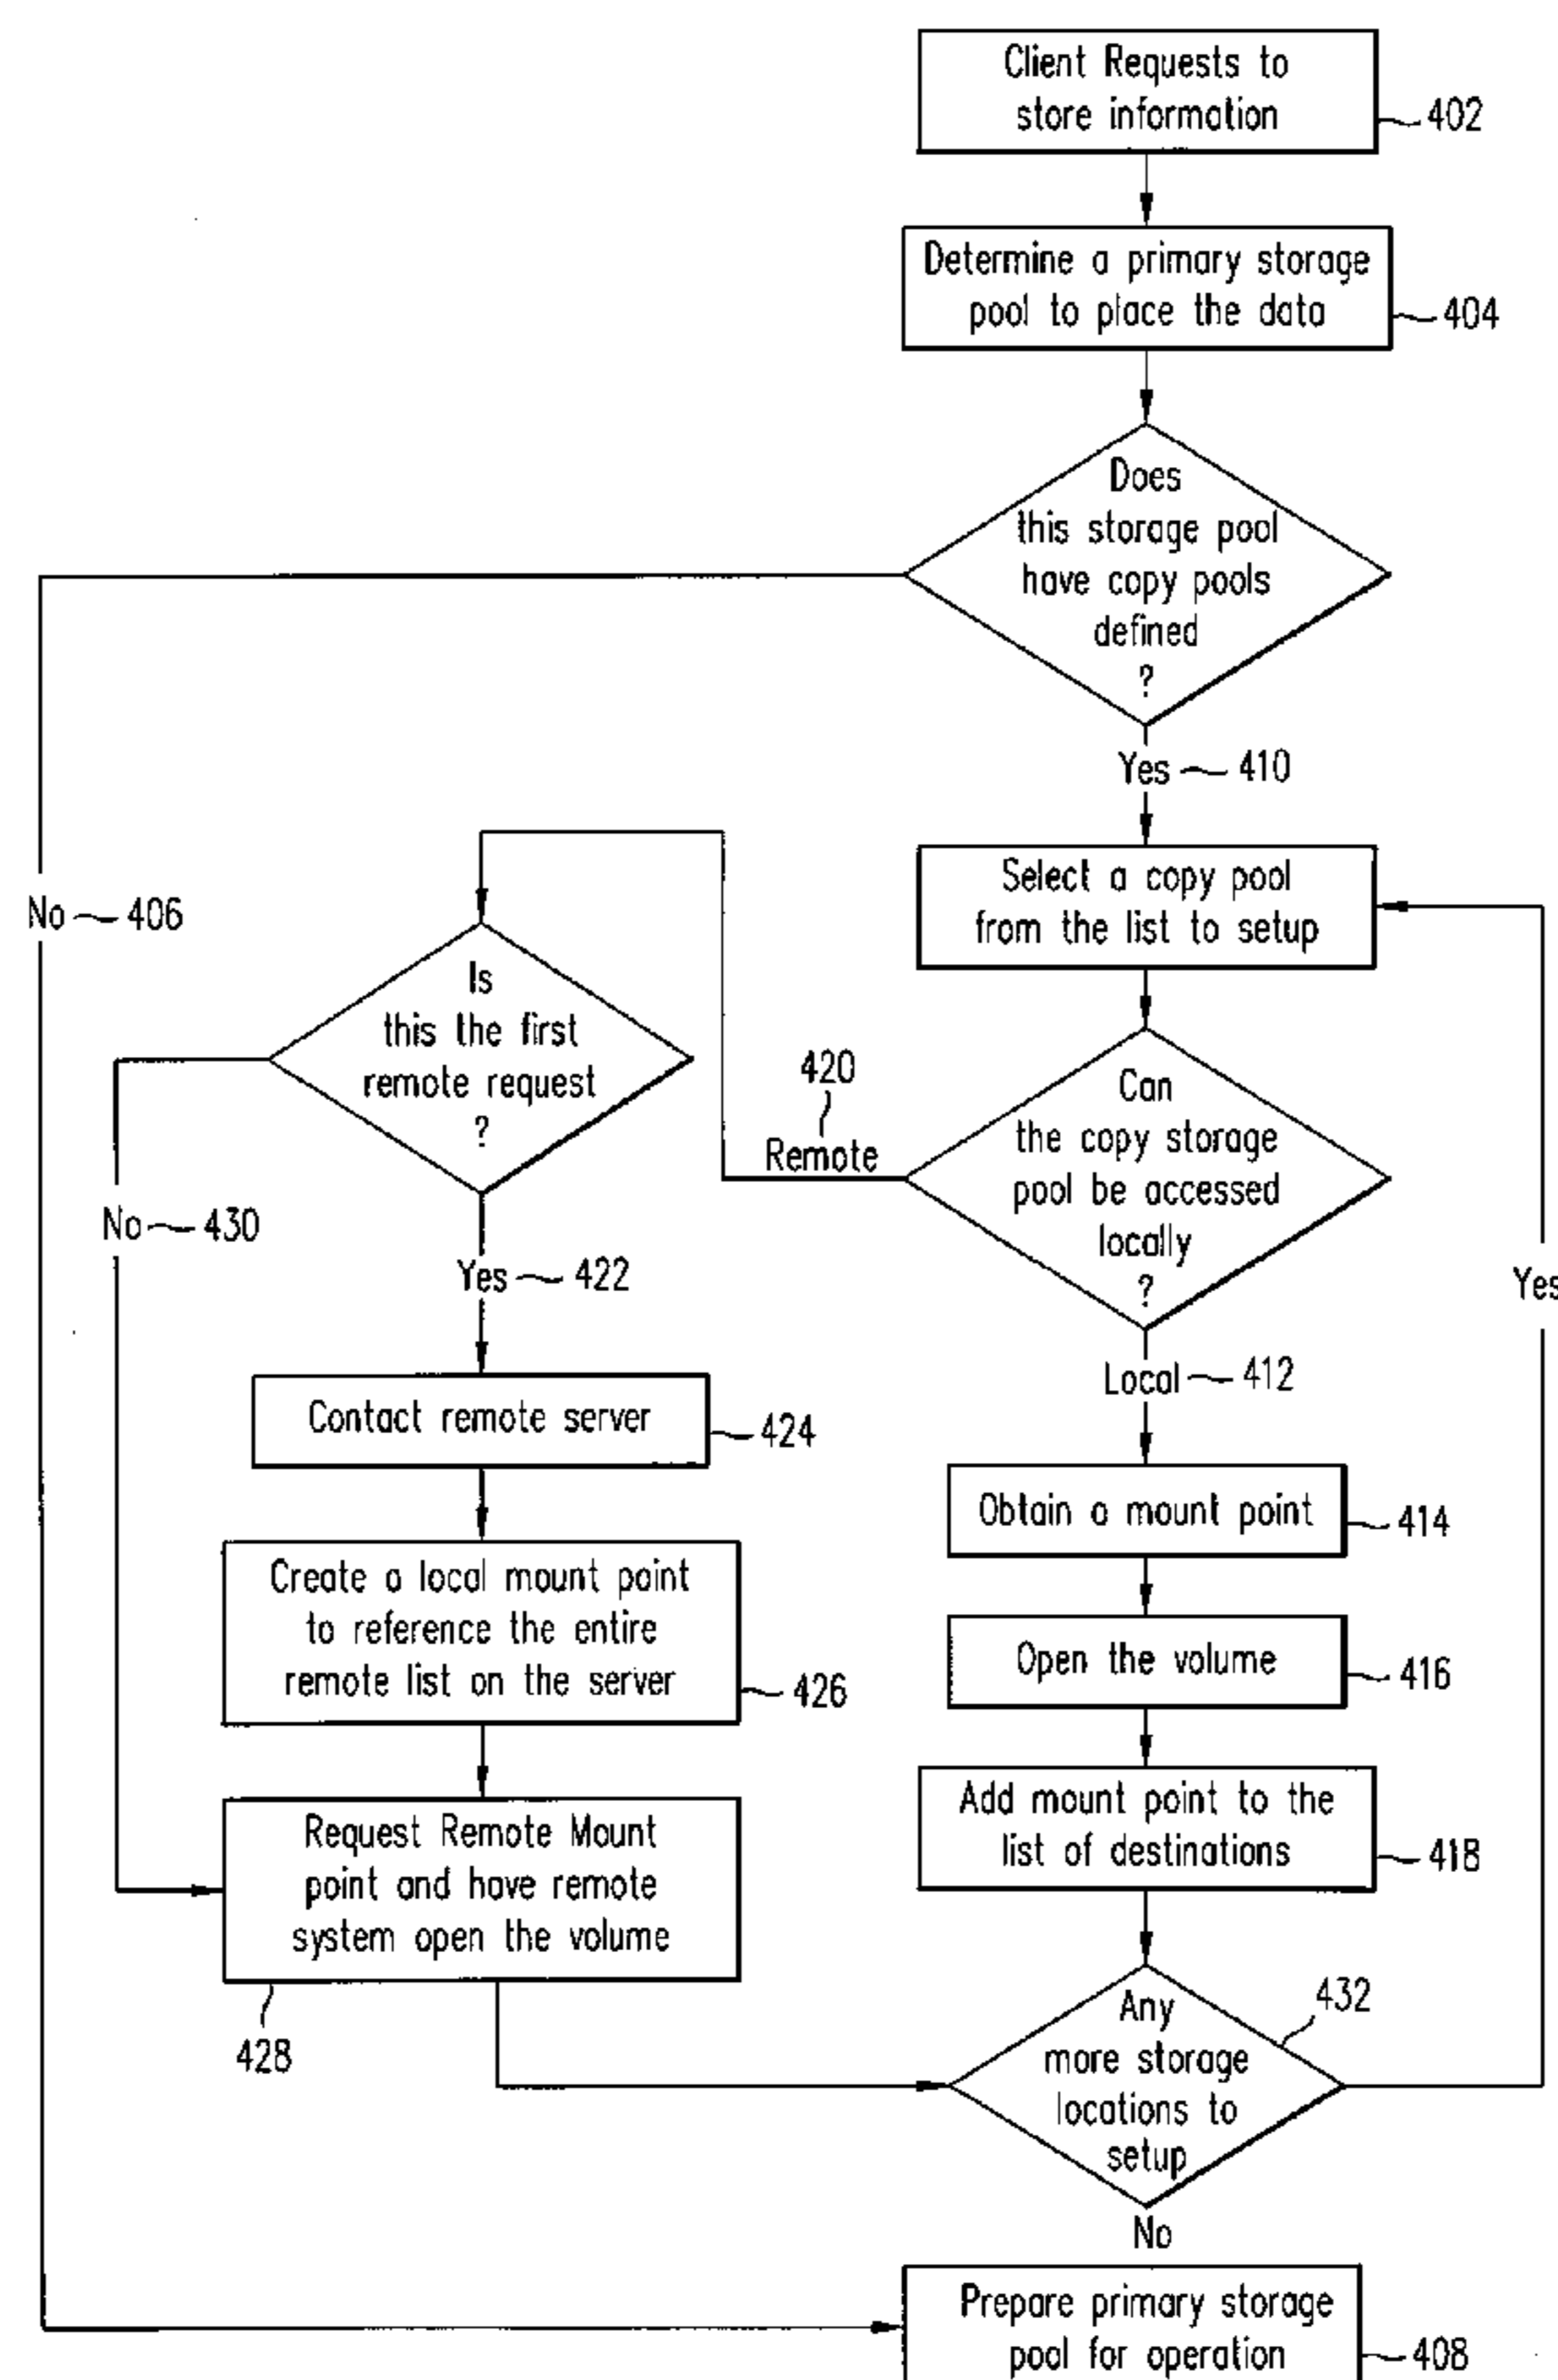 Client Requests to
store information
402
Determine a primary storage
pool to place the data
404
Does
this storage pool
have copy pools
defined
?
Yes
410
No
406
Select a copy pool
from the list to setup
Is
this the first
remote request
?
420
Remote
Can
the copy storage
pool be accessed
locally
?
No
430
Yes
422
Yes
Local
412
Contact remote server
424
Obtain a mount point
414
Create a local mount point
to reference the entire
remote list on the server
426
Open the volume
416
Request Remote Mount
point and have remote
system open the volume
428
Add mount point to the
list of destinations
418
Any
more storage
locations to
setup
432
No
Prepare primary storage
pool for operation
408